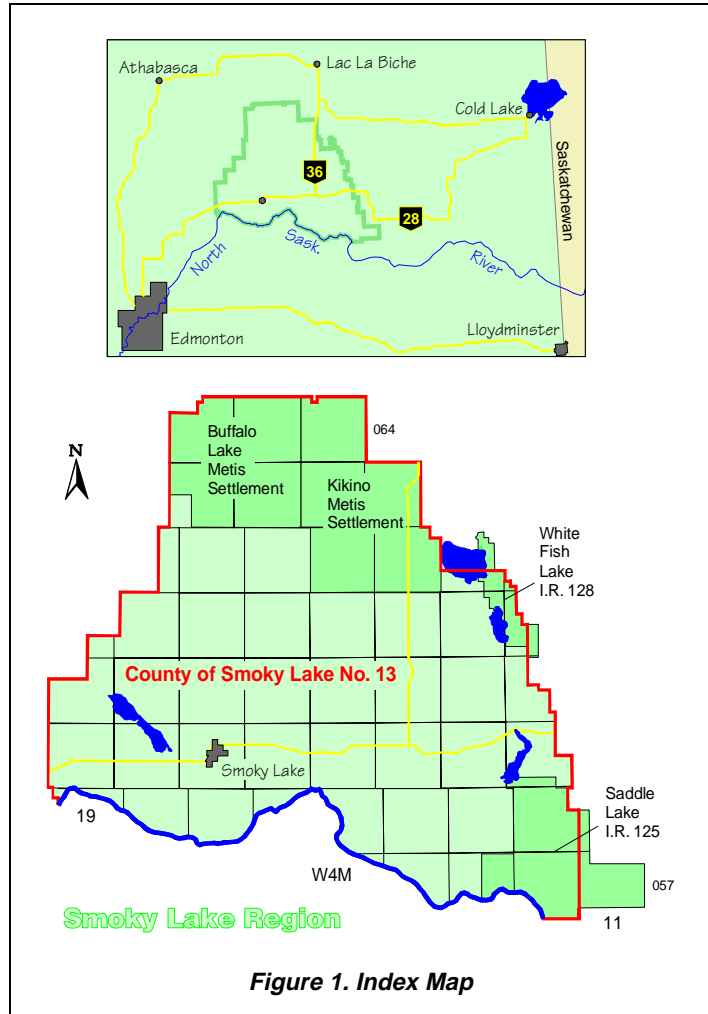 Athabasca
Lac La Biche
Cold Lake
Saskatchewan
36
28
North
Sask.
River
Edmonton
Lloydminster
Buffalo
Lake
Metis
Settlement
064
N
Kikino
Metis
Settlement
White
Fish
Lake
I.R. 128
County of Smoky Lake No. 13
Smoky Lake
Saddle
Lake
I.R. 125
19
W4M
057
11
Smoky Lake Region
Figure 1. Index Map